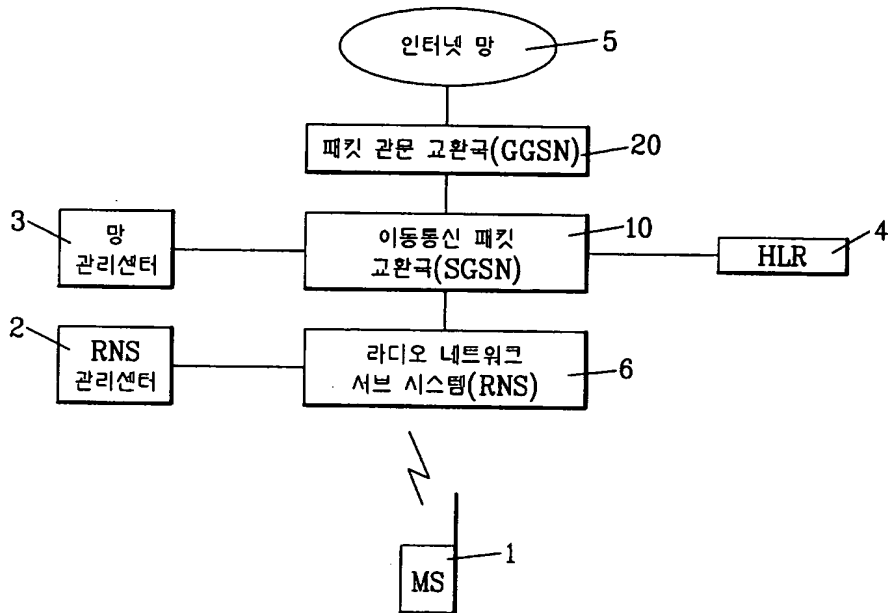 인터넷 망
5
패킷 관문 교환국(GGSN)
20
3
망
관리센터
이동통신 패킷
교환국(SGSN)
10
HLR
4
2
RNS
관리센터
라디오 네트워크
서브 시스템(RNS)
6
MS
1